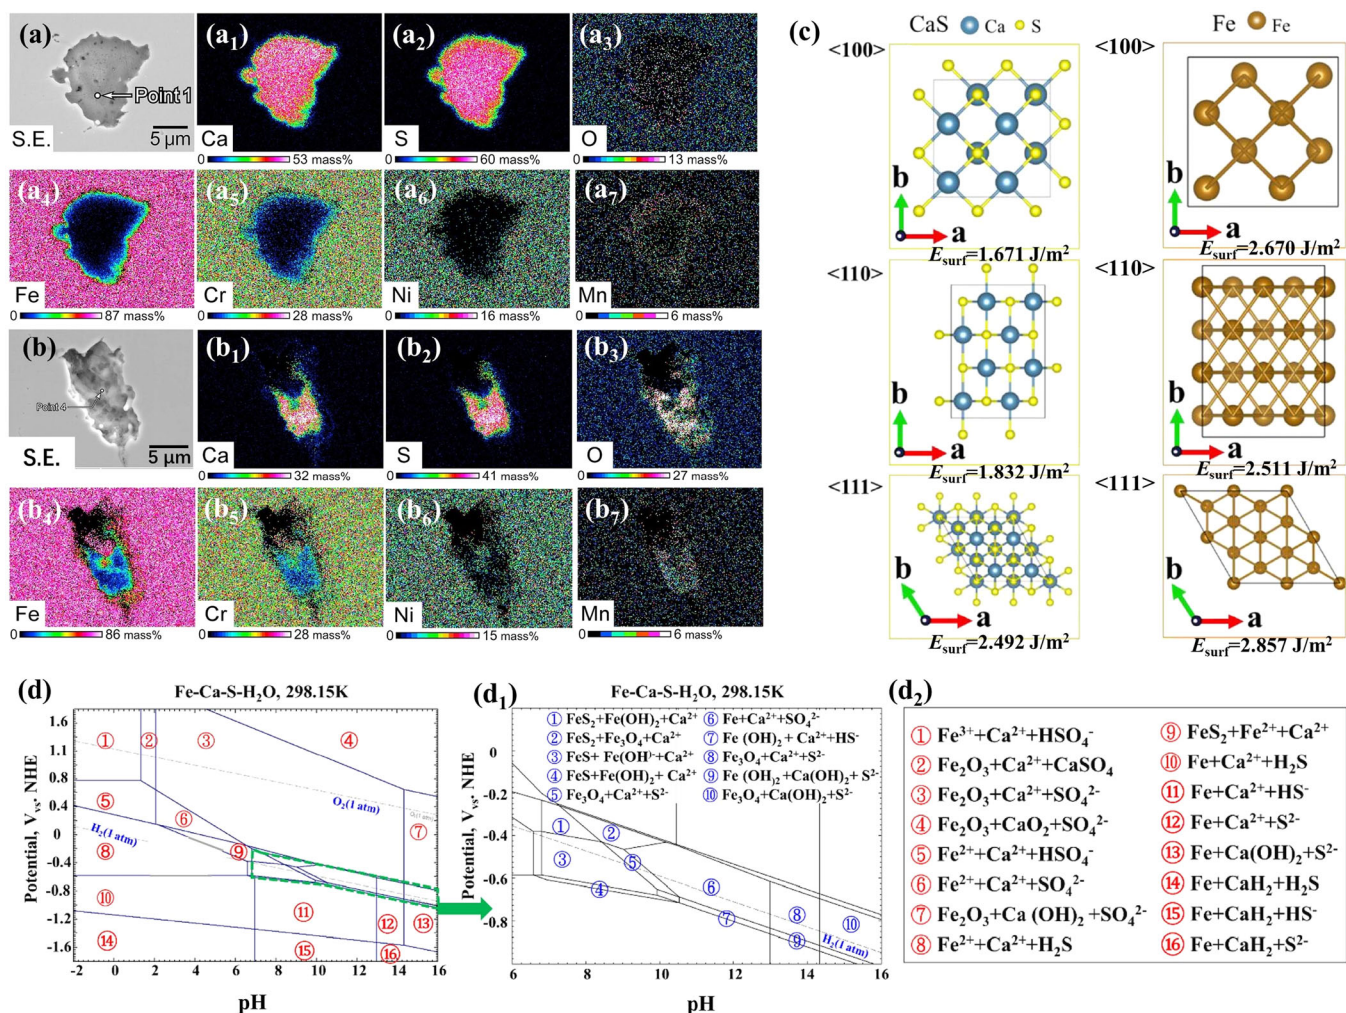 (a)
Point 1
S.E.
5 μm
(a1)
Ca
0 53 mass%
(a2)
S
0 60 mass%
(a3)
O
0 13 mass%
(a4)
Fe
0 87 mass%
(a5)
Cr
0 28 mass%
(a6)
Ni
0 16 mass%
(a7)
Mn
0 6 mass%
(b)
Point 4
S.E.
5 μm
(b1)
Ca
0 32 mass%
(b2)
S
0 41 mass%
(b3)
O
0 27 mass%
(b4)
Fe
0 86 mass%
(b5)
Cr
0 28 mass%
(b6)
Ni
0 15 mass%
(b7)
Mn
0 6 mass%
(c)
CaS Ca S
<100>
b
a
Esurf=1.671 J/m²
<110>
b
a
Esurf=1.832 J/m²
<111>
b
a
Esurf=2.492 J/m²
Fe Fe
<100>
b
a
Esurf=2.670 J/m²
<110>
b
a
Esurf=2.511 J/m²
<111>
b
a
Esurf=2.857 J/m²
(d)
Fe-Ca-S-H₂O, 298.15K
Potential, Vvs. NHE
1.6
1.1
0.8
0.4
0
-0.4
-0.8
-1.2
-1.6
① ② ③ ④
O₂(1 atm)
⑤
⑥
⑦
H₂(1 atm)
⑧
⑨
⑩
⑪
⑫ ⑬
⑭
⑮
⑯
-2 0 2 4 6 8 10 12 14 16
pH
(d1)
Fe-Ca-S-H₂O, 298.15K
① FeS₂+Fe(OH)₂+Ca²⁺
② FeS₂+Fe₃O₄+Ca²⁺
③ FeS+ Fe(OH)⁻+Ca²⁺
④ FeS+Fe(OH)₂+ Ca²⁺
⑤ Fe₃O₄+Ca²⁺+S²⁻
⑥ Fe+Ca²⁺+SO₄²⁻
⑦ Fe (OH)₂ + Ca²⁺+HS⁻
⑧ Fe₃O₄+Ca²⁺+S²⁻
⑨ Fe (OH)₂+Ca(OH)₂+ S²⁻
⑩ Fe₃O₄+Ca(OH)₂+S²⁻
Potential, Vvs. NHE
0
-0.2
-0.4
-0.6
-0.8
①
②
③
④
⑤
⑥
⑦
⑧
⑨
⑩
H₂(1 atm)
6 8 10 12 14 16
pH
(d2)
① Fe³⁺+Ca²⁺+HSO₄⁻
② Fe₂O₃+Ca²⁺+CaSO₄
③ Fe₂O₃+Ca²⁺+SO₄²⁻
④ Fe₂O₃+CaO₂+SO₄²⁻
⑤ Fe²⁺+Ca²⁺+HSO₄⁻
⑥ Fe²⁺+Ca²⁺+SO₄²⁻
⑦ Fe₂O₃+Ca (OH)₂ +SO₄²⁻
⑧ Fe²⁺+Ca²⁺+H₂S
⑨ FeS₂+Fe²⁺+Ca²⁺
⑩ Fe+Ca²⁺+H₂S
⑪ Fe+Ca²⁺+HS⁻
⑫ Fe+Ca²⁺+S²⁻
⑬ Fe+Ca(OH)₂+S²⁻
⑭ Fe+CaH₂+H₂S
⑮ Fe+CaH₂+HS⁻
⑯ Fe+CaH₂+S²⁻